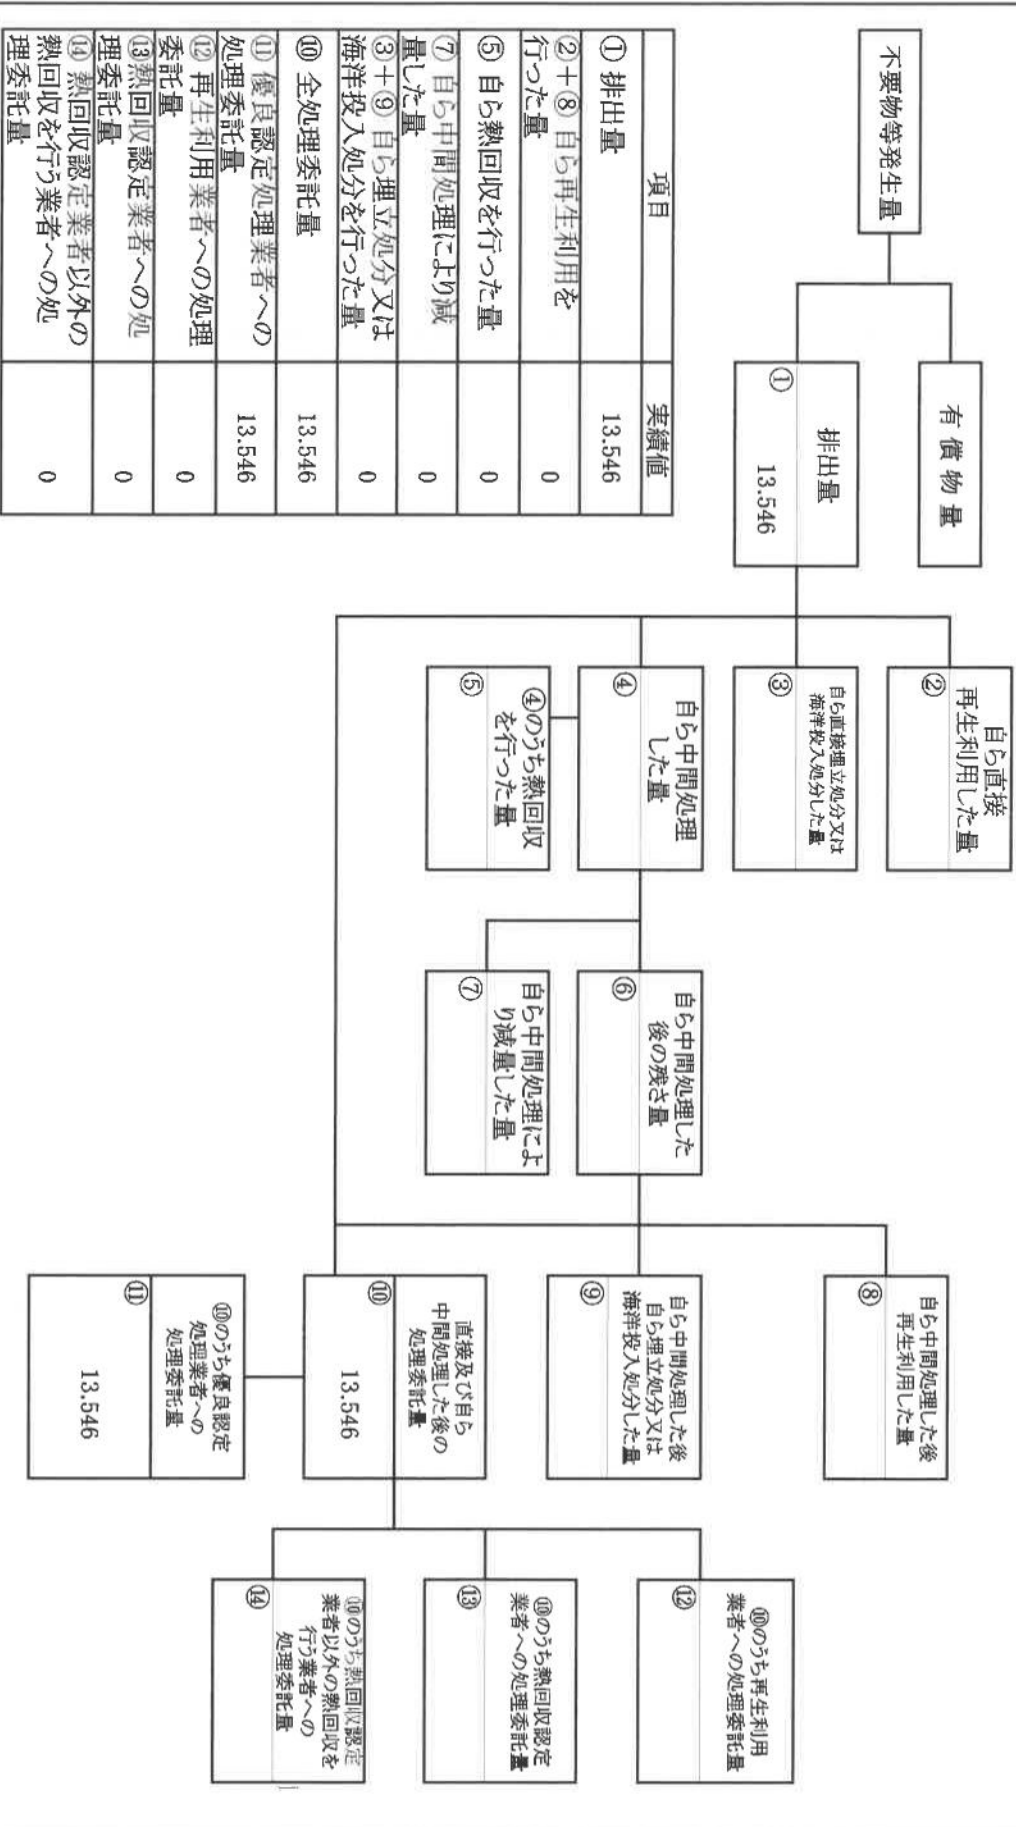 不要物等発生量
有償物量
排出量
①
13.546
自ら直接
再生利用した量
②
自ら直接埋立処分又は
海洋投入処分した量
③
自ら中間処理
した量
④
④のうち熱回収
を行った量
⑤
自ら中間処理した
後の残さ量
⑥
自ら中間処理によ
り減量した量
⑦
自ら中間処理した後
再生利用した量
⑧
自ら中間処理した後
自ら埋立処分又は
海洋投入処分した量
⑨
直接及び自ら
中間処理した後の
処理委託量
⑩
13.546
⑩のうち優良認定
処理業者への
処理委託量
⑪
13.546
⑩のうち再生利用
業者への処理委託量
⑫
⑩のうち熱回収認定
業者への処理委託量
⑬
⑩のうち熱回収認定
業者以外の熱回収を
行う業者への
処理委託量
⑭
項目 実績値
① 排出量 13.546
②+⑧ 自ら再生利用を
行った量 0
⑤ 自ら熱回収を行った量 0
⑦ 自ら中間処理により減
量した量 0
③+⑨ 自ら埋立処分又は
海洋投入処分を行った量 0
⑩ 全処理委託量 13.546
⑪ 優良認定処理業者への
処理委託量 13.546
⑫ 再生利用業者への処理
委託量 0
⑬熱回収認定業者への処
理委託量 0
⑭ 熱回収認定業者以外の
熱回収を行う業者への処
理委託量 0